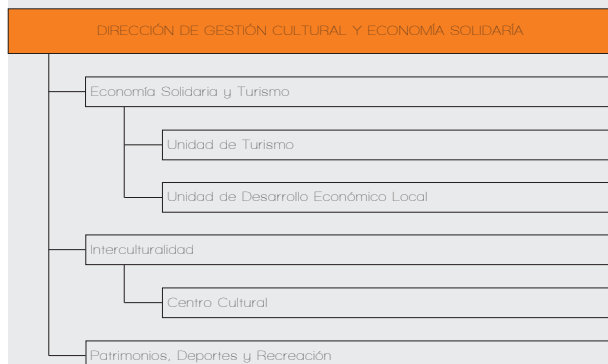 DIRECCIÓN DE GESTIÓN CULTURAL Y ECONOMÍA SOLIDARÍA
Economía Solidaria y Turismo
Unidad de Turismo
Unidad de Desarrollo Económico Local
Interculturalidad
Centro Cultural
Patrimonios, Deportes y Recreación